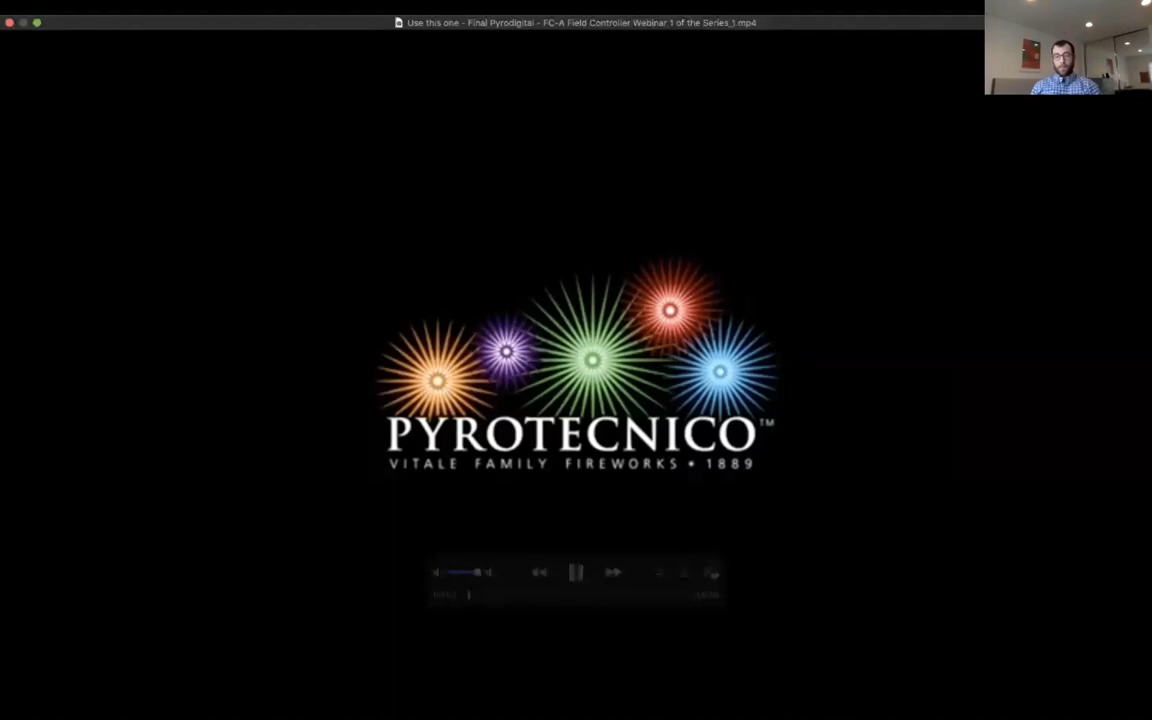 Use this one - Final Pyrodigital - FC-A Field Controller Webinar 1 of the Series_1.mp4
PYROTECNICO™
VITALE FAMILY FIREWORKS • 1889